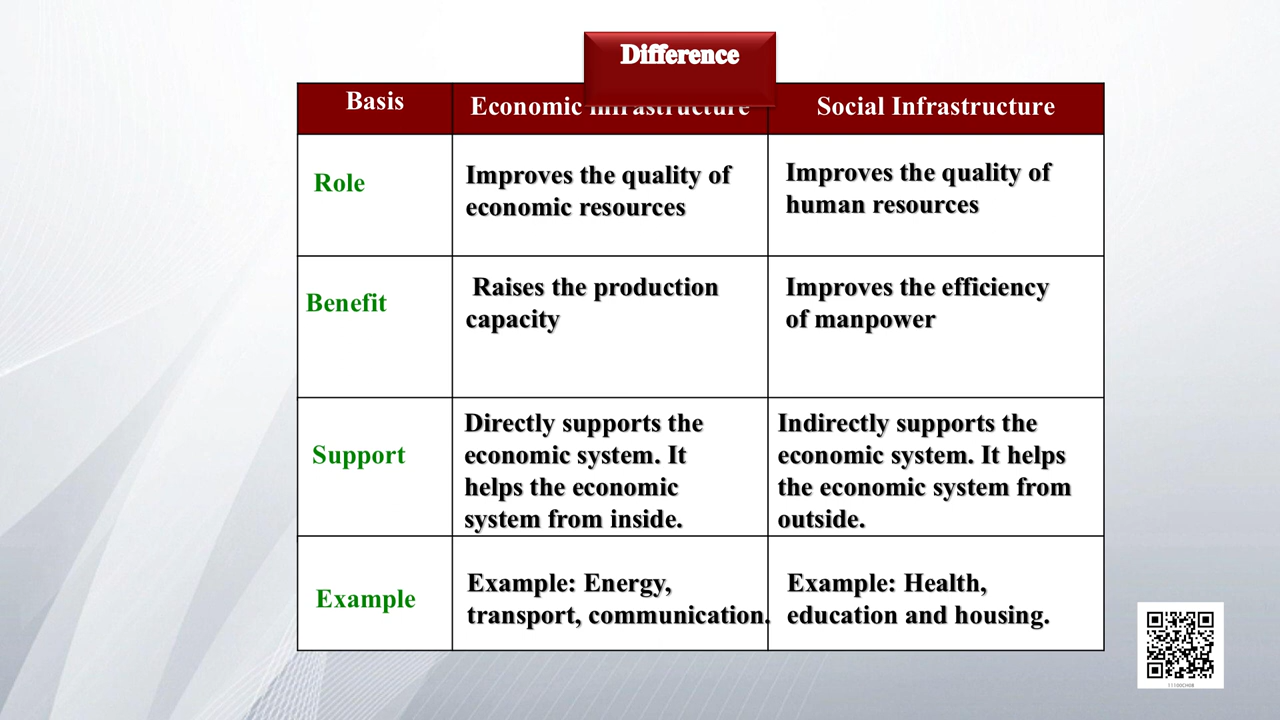 Difference
Basis
Economic Infrastructure
Social Infrastructure
Role
Improves the quality of
economic resources
Improves the quality of
human resources
Benefit
Raises the production
capacity
Improves the efficiency
of manpower
Support
Directly supports the
economic system. It
helps the economic
system from inside.
Indirectly supports the
economic system. It helps
the economic system from
outside.
Example
Example: Energy,
transport, communication.
Example: Health,
education and housing.
11100CH08